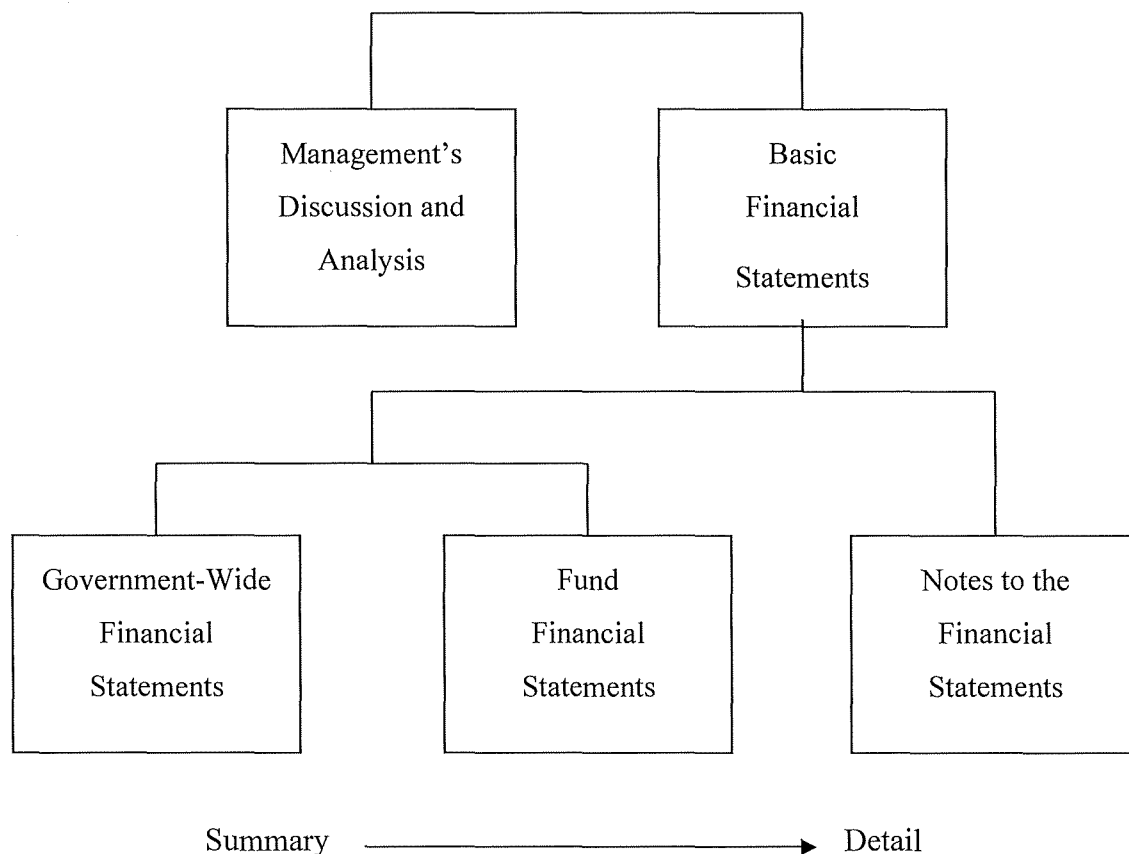 Management's
Discussion and
Analysis
Basic
Financial
Statements
Government-Wide
Financial
Statements
Fund
Financial
Statements
Notes to the
Financial
Statements
Summary
Detail